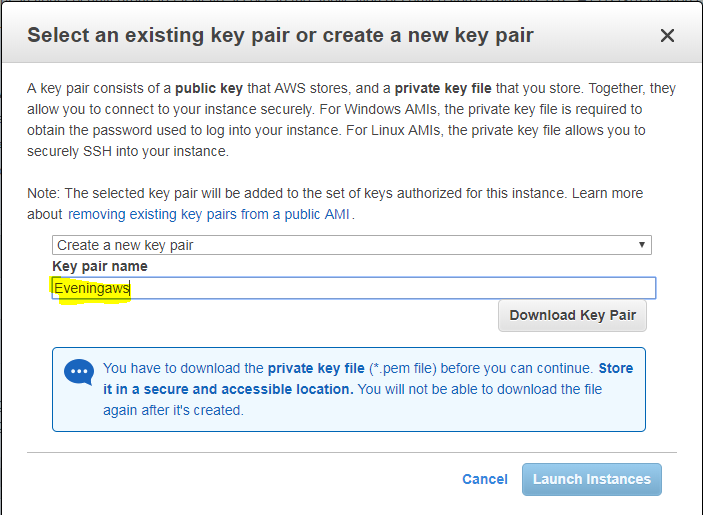 Select an existing key pair or create a new key pair
A key pair consists of a public key that AWS stores, and a private key file that you store. Together, they
allow you to connect to your instance securely. For Windows AMIs, the private key file is required to
obtain the password used to log into your instance. For Linux AMIs, the private key file allows you to
securely SSH into your instance.
Note: The selected key pair will be added to the set of keys authorized for this instance. Learn more
about removing existing key pairs from a public AMI.
Create a new key pair
Key pair name
Eveningaws
Download Key Pair
You have to download the private key file (*.pem file) before you can continue. Store
it in a secure and accessible location. You will not be able to download the file
again after it's created.
Cancel Launch Instances